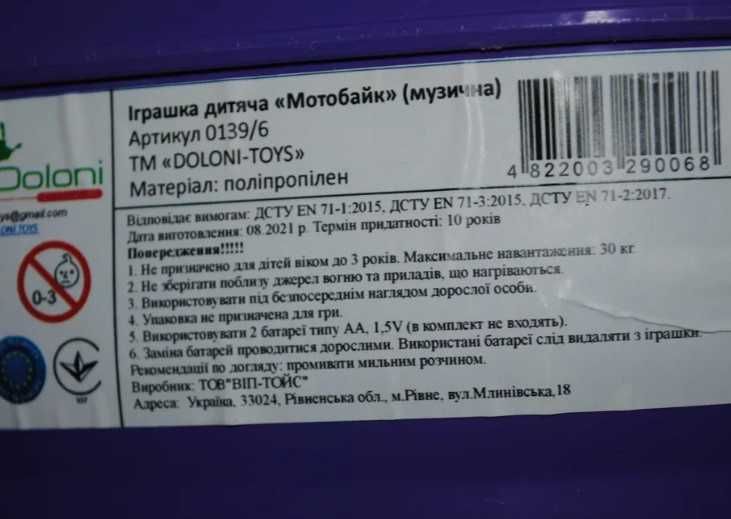 Іграшка дитяча «Мотобайк» (музична)
Артикул 0139/6
ТМ «DOLONI-TOYS»
Матеріал: поліпропілен
4 822003 290068
Doloni
ys@gmail.com
LONI TOYS
0-3
Відповідає вимогам: ДСТУ EN 71-1:2015, ДСТУ EN 71-3:2015, ДСТУ EN 71-2:2017.
Дата виготовлення: 08.2021 р. Термін придатності: 10 років
Попередження!!!!!
1. Не призначено для дітей віком до 3 років. Максимальне навантаження: 30 кг.
2. Не зберігати поблизу джерел вогню та приладів, що нагріваються.
3. Використовувати під безпосереднім наглядом дорослої особи.
4. Упаковка не призначена для гри.
5. Використовувати 2 батареї типу АА, 1,5V (в комплект не входять).
6. Заміна батарей проводитися дорослими. Використані батареї слід видаляти з іграшки.
Рекомендації по догляду: промивати мильним розчином.
Виробник: ТОВ"ВІП-ТОЙС"
Адреса: Україна, 33024, Рівненська обл., м.Рівне, вул.Млинівська,18